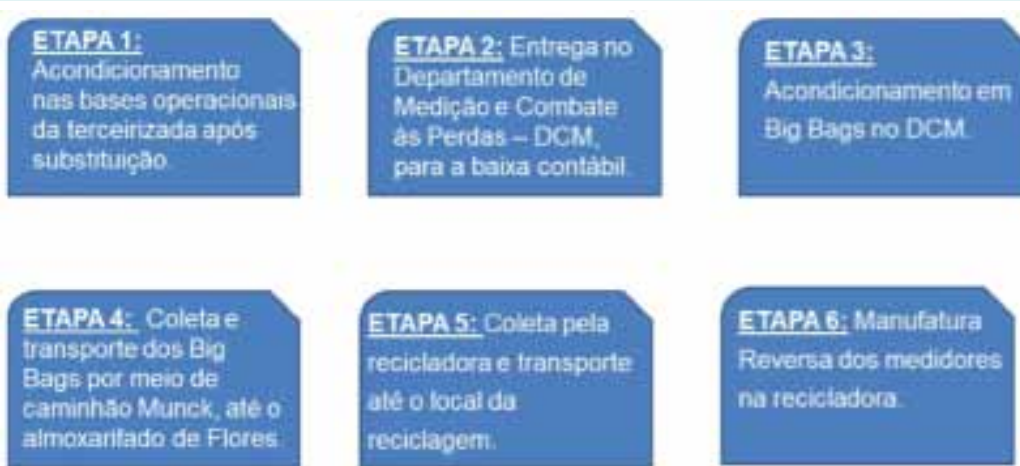 ETAPA 1:
Acondicionamento
nas bases operacionais
da terceirizada após
substituição.
ETAPA 2: Entrega no
Departamento de
Medição e Combate
às Perdas – DCM,
para a baixa contábil.
ETAPA 3:
Acondicionamento em
Big Bags no DCM.
ETAPA 4: Coleta e
transporte dos Big
Bags por meio de
caminhão Munck, até o
almoxarifado de Flores.
ETAPA 5: Coleta pela
recicladora e transporte
até o local da
reciclagem.
ETAPA 6: Manufatura
Reversa dos medidores
na recicladora.